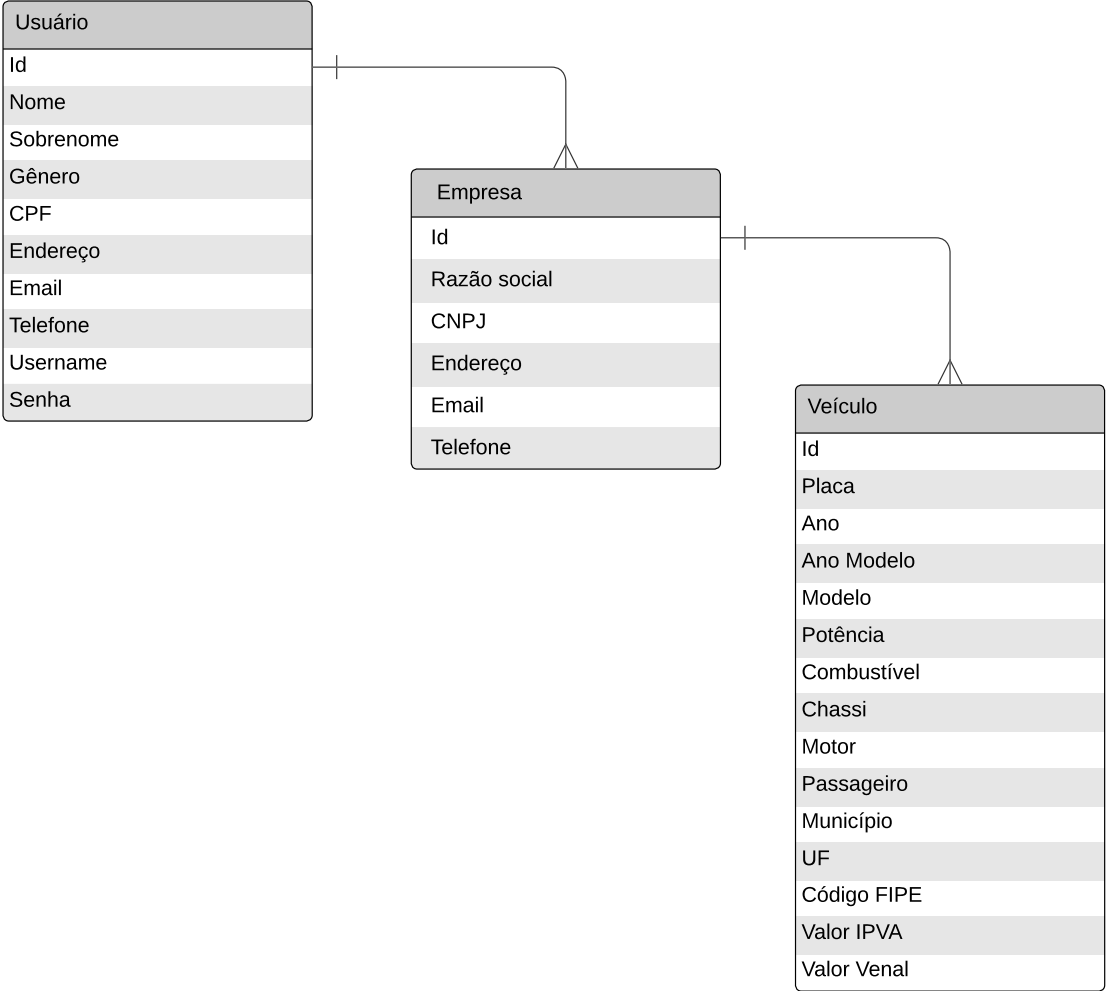 Usuário
Id
Nome
Sobrenome
Gênero
CPF
Endereço
Email
Telefone
Username
Senha
Empresa
Id
Razão social
CNPJ
Endereço
Email
Telefone
Veículo
Id
Placa
Ano
Ano Modelo
Modelo
Potência
Combustível
Chassi
Motor
Passageiro
Município
UF
Código FIPE
Valor IPVA
Valor Venal